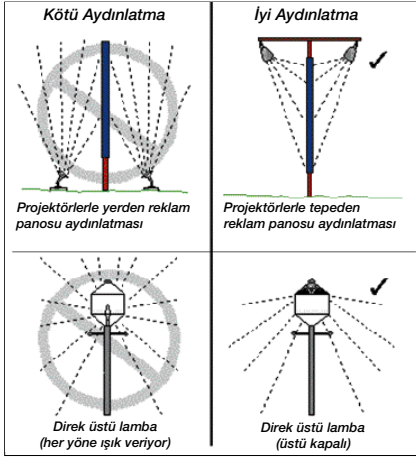 Kötü Aydınlatma
İyi Aydınlatma
Projektörlerle yerden reklam
panosu aydınlatması
Projektörlerle tepeden
reklam panosu aydınlatması
Direk üstü lamba
(her yöne ışık veriyor)
Direk üstü lamba
(üstü kapalı)